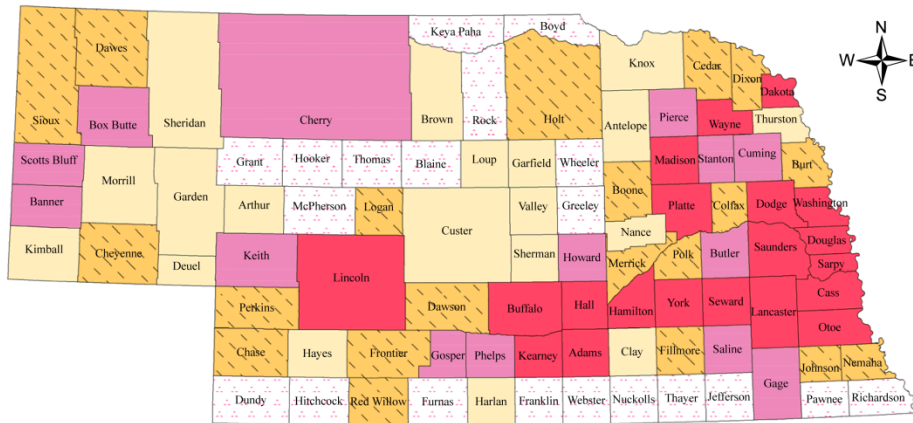 N
W E
S
Keya Paha
Boyd
Dawes
Knox
Cedar
Dixon
Dakota
Sioux
Box Butte
Sheridan
Cherry
Brown
Rock
Holt
Antelope
Pierce
Wayne
Thurston
Scotts Bluff
Morrill
Garden
Grant
Hooker
Thomas
Blaine
Loup
Garfield
Wheeler
Madison
Stanton
Cuming
Burt
Banner
Arthur
McPherson
Logan
Custer
Valley
Greeley
Boone
Platte
Colfax
Dodge
Washington
Kimball
Cheyenne
Deuel
Keith
Lincoln
Sherman
Howard
Nance
Merrick
Polk
Butler
Saunders
Douglas
Sarpy
Perkins
Dawson
Buffalo
Hall
Hamilton
York
Seward
Lancaster
Cass
Otoe
Chase
Hayes
Frontier
Gosper
Phelps
Kearney
Adams
Clay
Fillmore
Saline
Gage
Johnson
Nemaha
Dundy
Hitchcock
Red Willow
Furnas
Harlan
Franklin
Webster
Nuckolls
Thayer
Jefferson
Pawnee
Richardson